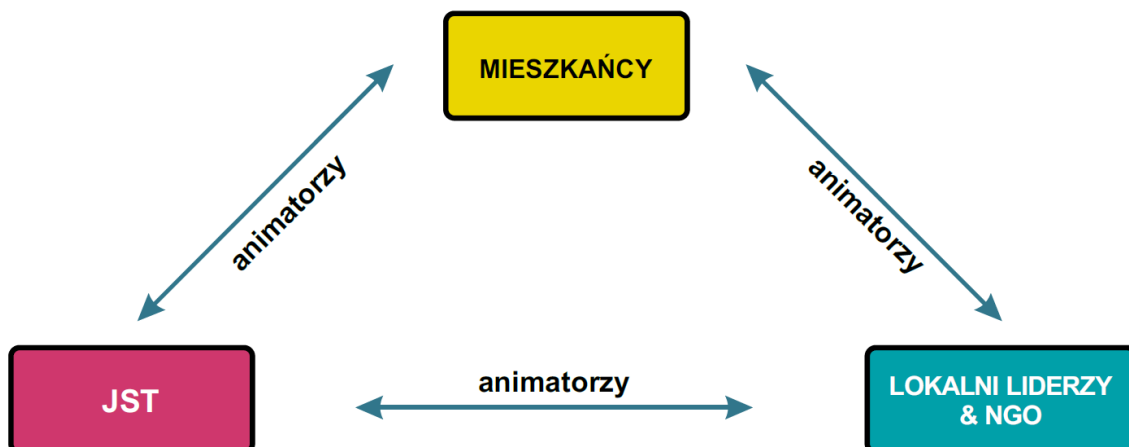 MIESZKAŃCY
animatorzy
animatorzy
JST
animatorzy
LOKALNI LIDERZY
& NGO